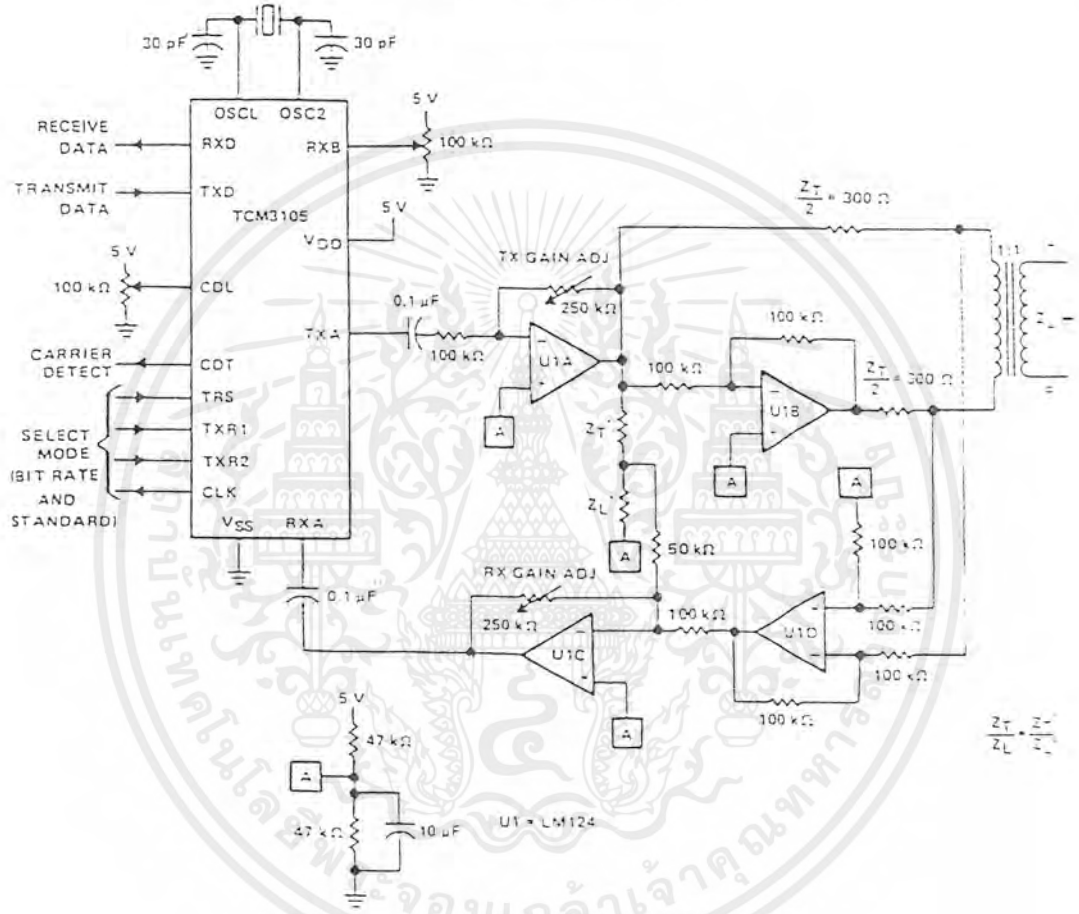 30 pF
30 pF
OSCL
OSC2
5 V
RECEIVE
DATA
RXD
RXB
100 kΩ
TRANSMIT
DATA
TXD
TCM3105
5 V
VDD
5 V
100 kΩ
CDL
CARRIER
DETECT
CDT
TRS
TXR1
TXR2
CLK
SELECT
MODE
(BIT RATE
AND
STANDARD)
VSS
RXA
TXA
0.1 µF
100 kΩ
TX GAIN ADJ
250 kΩ
−
U1A
+
A
ZT/2 = 300 Ω
1:1
100 kΩ
100 kΩ
−
U1B
+
A
ZT/2 = 300 Ω
ZT'
ZL'
A
50 kΩ
A
100 kΩ
100 kΩ
U1D
100 kΩ
100 kΩ
100 kΩ
RX GAIN ADJ
250 kΩ
U1C
A
0.1 µF
5 V
47 kΩ
A
47 kΩ
10 µF
U1 = LM124
ZT/ZL =